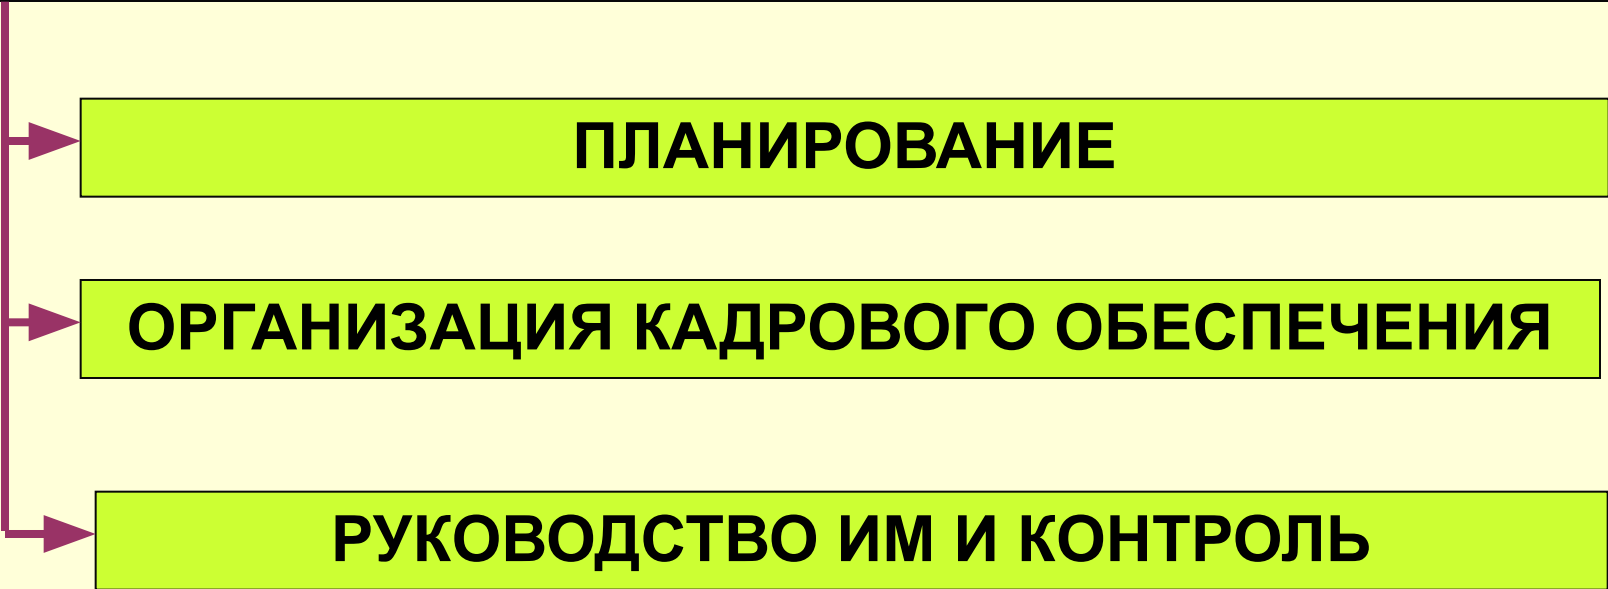 ПЛАНИРОВАНИЕ
ОРГАНИЗАЦИЯ КАДРОВОГО ОБЕСПЕЧЕНИЯ
РУКОВОДСТВО ИМ И КОНТРОЛЬ